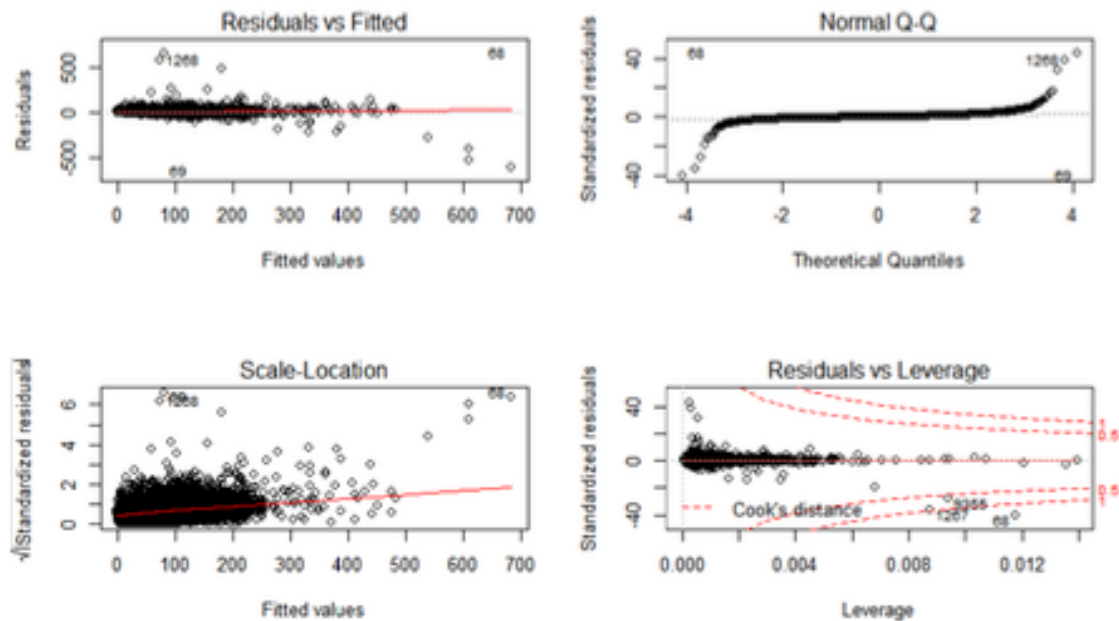 Residuals vs Fitted
Residuals
500
0
-500
1268
68
69
0 100 200 300 400 500 600 700
Fitted values
Normal Q-Q
Standardized residuals
40
0
-40
68
1268
69
-4 -2 0 2 4
Theoretical Quantiles
Scale-Location
√|Standardized residuals|
6
4
2
0
1268
68
0 100 200 300 400 500 600 700
Fitted values
Residuals vs Leverage
Standardized residuals
40
0
-40
1
0.5
0.5
1
Cook's distance
1267
68
0.000 0.004 0.008 0.012
Leverage